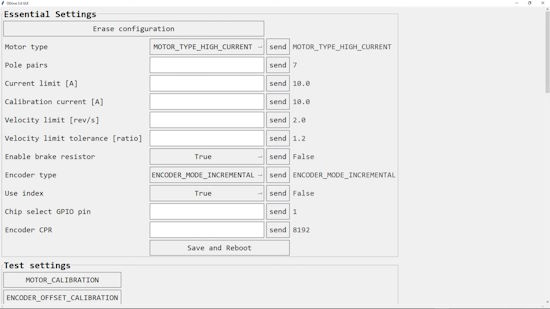 ODrive 3.6 GUI
Essential Settings
Erase configuration
Motor type MOTOR_TYPE_HIGH_CURRENT send MOTOR_TYPE_HIGH_CURRENT
Pole pairs send 7
Current limit [A] send 10.0
Calibration current [A] send 10.0
Velocity limit [rev/s] send 2.0
Velocity limit tolerance [ratio] send 1.2
Enable brake resistor True send False
Encoder type ENCODER_MODE_INCREMENTAL send ENCODER_MODE_INCREMENTAL
Use index True send False
Chip select GPIO pin send 1
Encoder CPR send 8192
Save and Reboot
Test settings
MOTOR_CALIBRATION
ENCODER_OFFSET_CALIBRATION